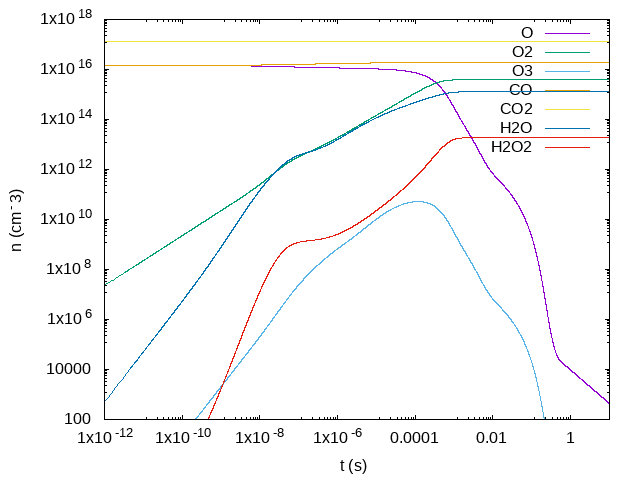 1x10^18
1x10^16
1x10^14
1x10^12
1x10^10
1x10^8
1x10^6
10000
100
n (cm^-3)
O
O2
O3
CO
CO2
H2O
H2O2
1x10^-12
1x10^-10
1x10^-8
1x10^-6
0.0001
0.01
1
t (s)